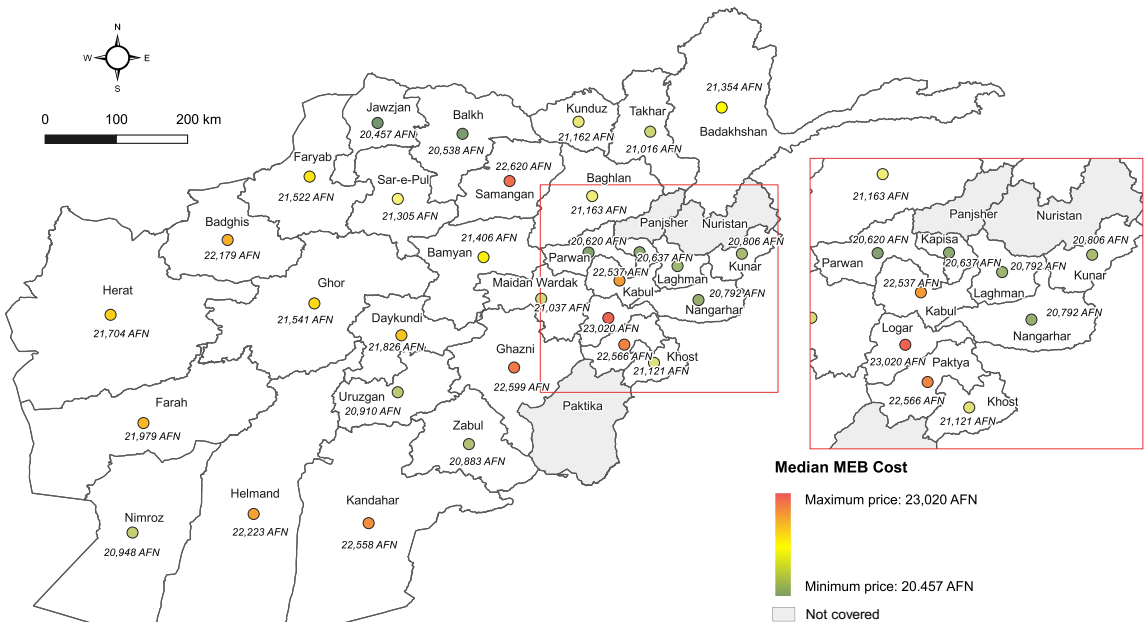 N
W E
S
0 100 200 km
Jawzjan
20,457 AFN
Balkh
20,538 AFN
Kunduz
21,162 AFN
Takhar
21,016 AFN
21,354 AFN
Badakhshan
Faryab
21,522 AFN
Sar-e-Pul
21,305 AFN
22,620 AFN
Samangan
Baghlan
21,163 AFN
Badghis
22,179 AFN
21,406 AFN
Bamyan
Panjsher
Nuristan
20,620 AFN
Parwan
20,637 AFN
20,806 AFN
Kunar
Laghman
22,537 AFN
Kabul
20,792 AFN
Nangarhar
Maidan Wardak
21,037 AFN
Herat
21,704 AFN
Ghor
21,541 AFN
Daykundi
21,826 AFN
23,020 AFN
22,566 AFN
Khost
21,121 AFN
Ghazni
22,599 AFN
Uruzgan
20,910 AFN
Paktika
Farah
21,979 AFN
Zabul
20,883 AFN
Nimroz
20,948 AFN
Helmand
22,223 AFN
Kandahar
22,558 AFN
21,163 AFN
Panjsher
Nuristan
20,620 AFN
Parwan
Kapisa
20,637 AFN
20,806 AFN
Kunar
20,792 AFN
Laghman
22,537 AFN
Kabul
20,792 AFN
Nangarhar
Logar
23,020 AFN
Paktya
22,566 AFN
Khost
21,121 AFN
Median MEB Cost
Maximum price: 23,020 AFN
Minimum price: 20.457 AFN
Not covered